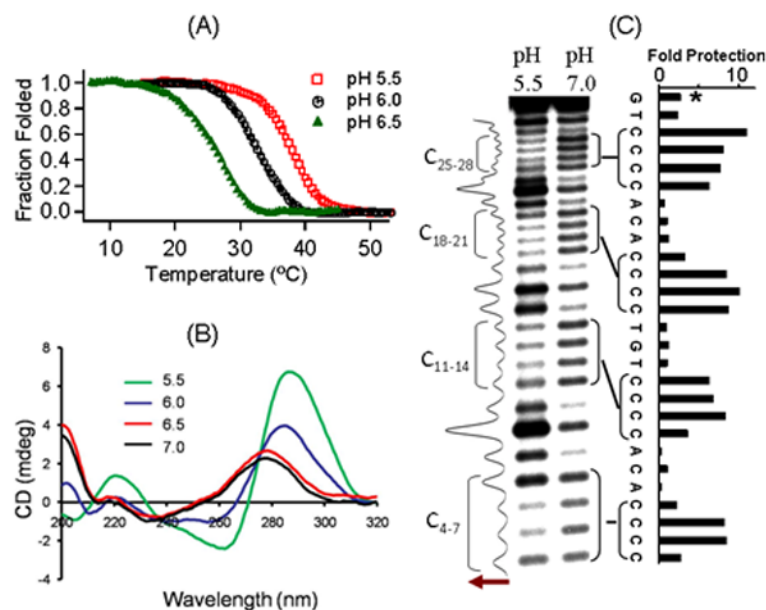 (A)
Fraction Folded
1.0
0.8
0.6
0.4
0.2
0.0
pH 5.5
pH 6.0
pH 6.5
10 20 30 40 50
Temperature (ºC)
(B)
CD (mdeg)
8
6
4
2
0
-2
-4
5.5
6.0
6.5
7.0
200 220 240 260 280 300 320
Wavelength (nm)
(C)
pH pH
5.5 7.0
Fold Protection
0 5 10
C25-28
C18-21
C11-14
C4-7
G *
T
C
C
C
C
A
C
A
C
C
C
C
T
G
T
C
C
C
C
A
C
A
C
C
C
C